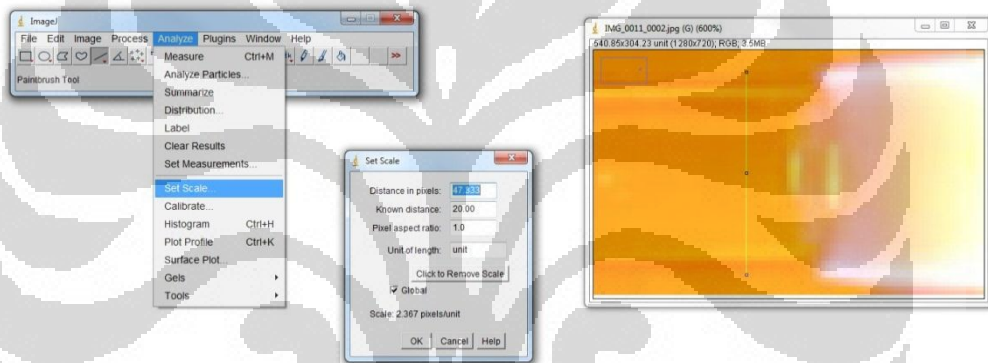 ImageJ
File Edit Image Process Analyze Plugins Window Help
Paintbrush Tool
Measure Ctrl+M
Analyze Particles...
Summarize
Distribution...
Label
Clear Results
Set Measurements...
Set Scale...
Calibrate...
Histogram Ctrl+H
Plot Profile Ctrl+K
Surface Plot...
Gels
Tools
Set Scale
Distance in pixels: 47.333
Known distance: 20.00
Pixel aspect ratio: 1.0
Unit of length: unit
Click to Remove Scale
Global
Scale: 2.367 pixels/unit
OK Cancel Help
IMG_0011_0002.jpg (G) (600%)
540.85x304.23 unit (1280x720); RGB; 3.5MB